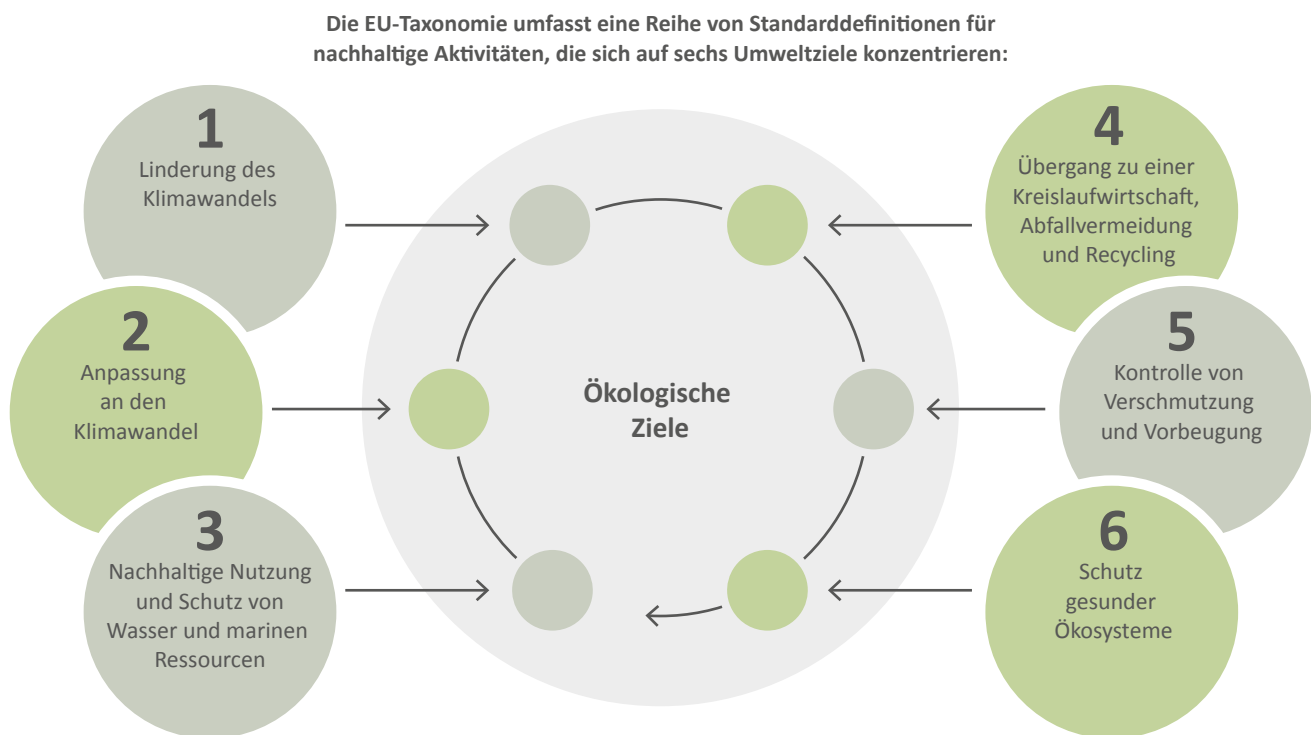 Die EU-Taxonomie umfasst eine Reihe von Standarddefinitionen für
nachhaltige Aktivitäten, die sich auf sechs Umweltziele konzentrieren:
1
Linderung des
Klimawandels
2
Anpassung
an den
Klimawandel
3
Nachhaltige Nutzung
und Schutz von
Wasser und marinen
Ressourcen
Ökologische
Ziele
4
Übergang zu einer
Kreislaufwirtschaft,
Abfallvermeidung
und Recycling
5
Kontrolle von
Verschmutzung
und Vorbeugung
6
Schutz
gesunder
Ökosysteme